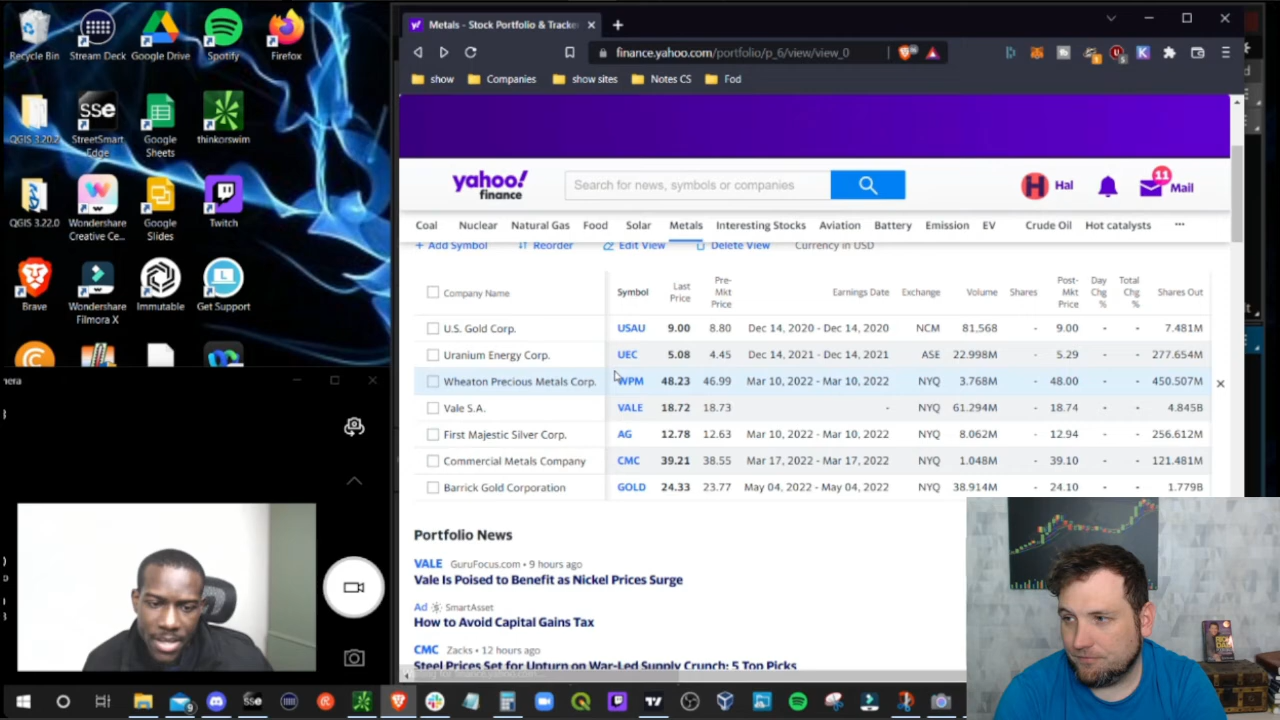 Recycle Bin
Stream Deck
Google Drive
Spotify
Firefox
QGIS 3.20.2
SSE
StreetSmart Edge
Google Sheets
thinkorswim
QGIS 3.22.0
Wondershare Creative Ce...
Google Slides
Twitch
Brave
Wondershare Filmora X
Immutable
Get Support
mera
Metals - Stock Portfolio & Tracke
finance.yahoo.com/portfolio/p_6/view/view_0
show Companies show sites Notes CS Fod
yahoo! finance
Search for news, symbols or companies
H Hal
11 Mail
Coal Nuclear Natural Gas Food Solar Metals Interesting Stocks Aviation Battery Emission EV Crude Oil Hot catalysts ...
+ Add Symbol Reorder Edit View Delete View Currency in USD
Company Name Symbol Last Price Pre-Mkt Price Earnings Date Exchange Volume Shares Post-Mkt Price Day Chg % Total Chg % Shares Out
U.S. Gold Corp. USAU 9.00 8.80 Dec 14, 2020 - Dec 14, 2020 NCM 81,568 - 9.00 - - 7.481M
Uranium Energy Corp. UEC 5.08 4.45 Dec 14, 2021 - Dec 14, 2021 ASE 22.998M - 5.29 - - 277.654M
Wheaton Precious Metals Corp. WPM 48.23 46.99 Mar 10, 2022 - Mar 10, 2022 NYQ 3.768M - 48.00 - - 450.507M
Vale S.A. VALE 18.72 18.73 - NYQ 61.294M - 18.74 - - 4.845B
First Majestic Silver Corp. AG 12.78 12.63 Mar 10, 2022 - Mar 10, 2022 NYQ 8.062M - 12.94 - - 256.612M
Commercial Metals Company CMC 39.21 38.55 Mar 17, 2022 - Mar 17, 2022 NYQ 1.048M - 39.10 - - 121.481M
Barrick Gold Corporation GOLD 24.33 23.77 May 04, 2022 - May 04, 2022 NYQ 38.914M - 24.10 - - 1.779B
Portfolio News
VALE GuruFocus.com • 9 hours ago
Vale Is Poised to Benefit as Nickel Prices Surge
Ad SmartAsset
How to Avoid Capital Gains Tax
CMC Zacks • 12 hours ago
Steel Prices Set for Upturn on War-Led Supply Crunch: 5 Top Picks